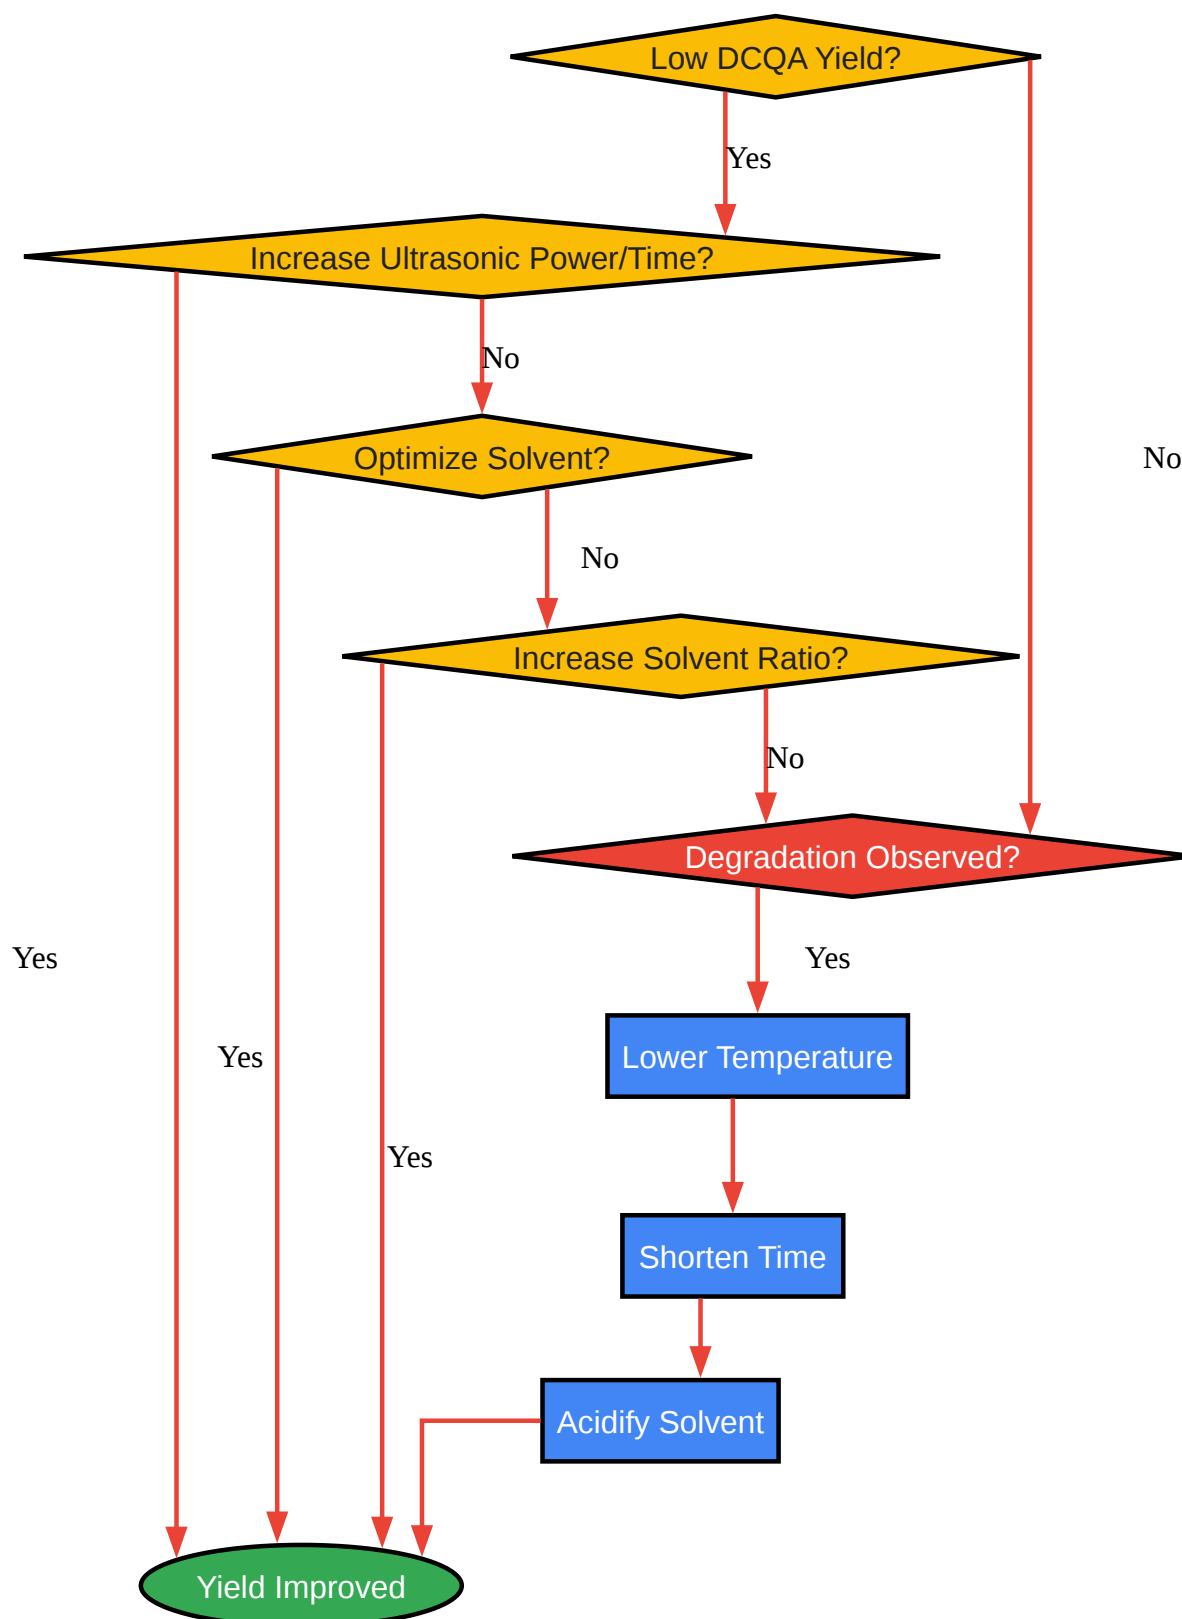 Low DCQA Yield?
Yes
Increase Ultrasonic Power/Time?
No
Optimize Solvent?
No
No
Increase Solvent Ratio?
No
Degradation Observed?
Yes
Yes
Lower Temperature
Yes
Yes
Shorten Time
Acidify Solvent
Yield Improved